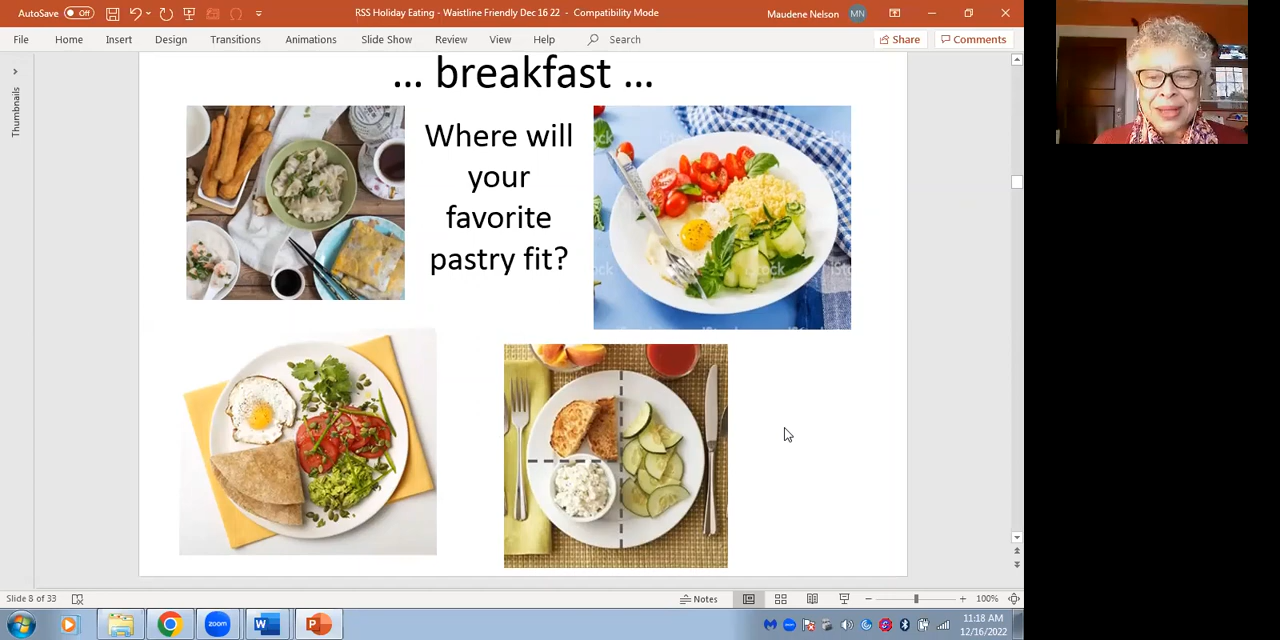 AutoSave Off
RSS Holiday Eating - Waistline Friendly Dec 16 22 - Compatibility Mode
Maudene Nelson MN
File Home Insert Design Transitions Animations Slide Show Review View Help Search
Share Comments
Thumbnails
... breakfast ...
Where will
your
favorite
pastry fit?
iStock
Slide 8 of 33
Notes
100%
zoom
11:18 AM
12/16/2022